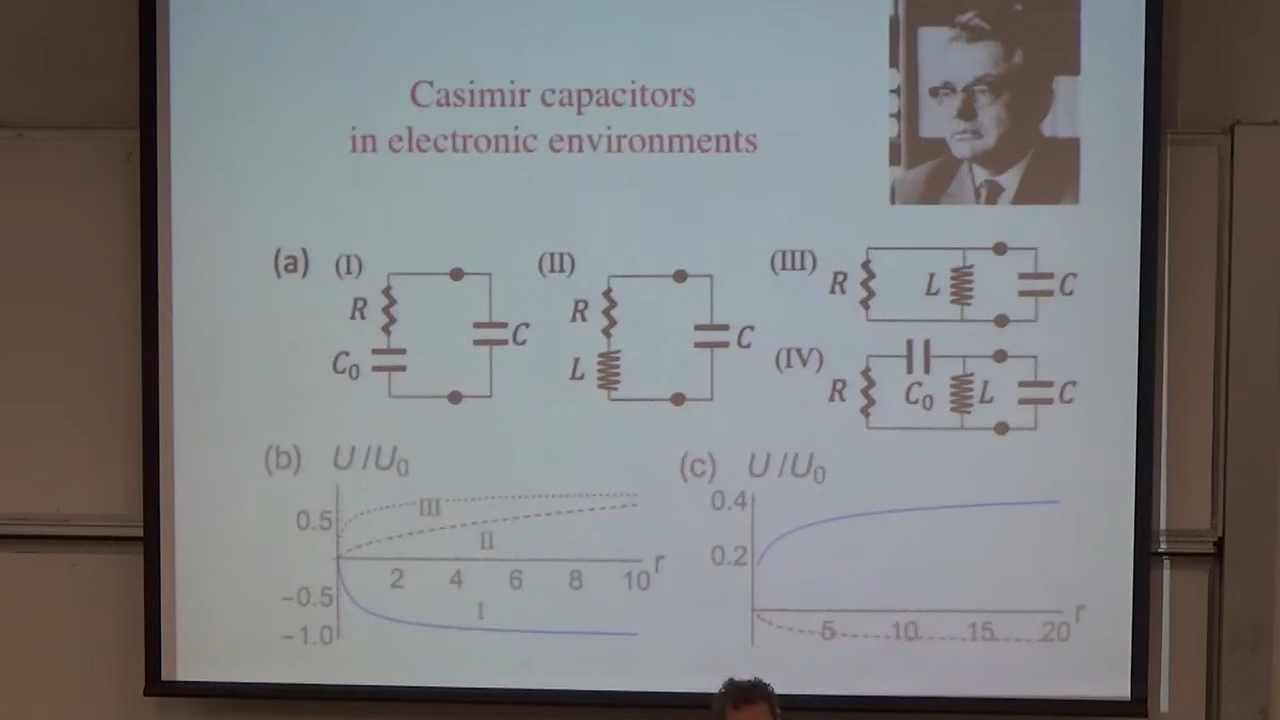 Casimir capacitors
in electronic environments
(a) (I) R C₀ C
(II) R L C
(III) R L C
(IV) R C₀ L C
(b) U/U₀
0.5
−0.5
−1.0
2 4 6 8 10 r
III
II
I
(c) U/U₀
0.4
0.2
5 10 15 20 r